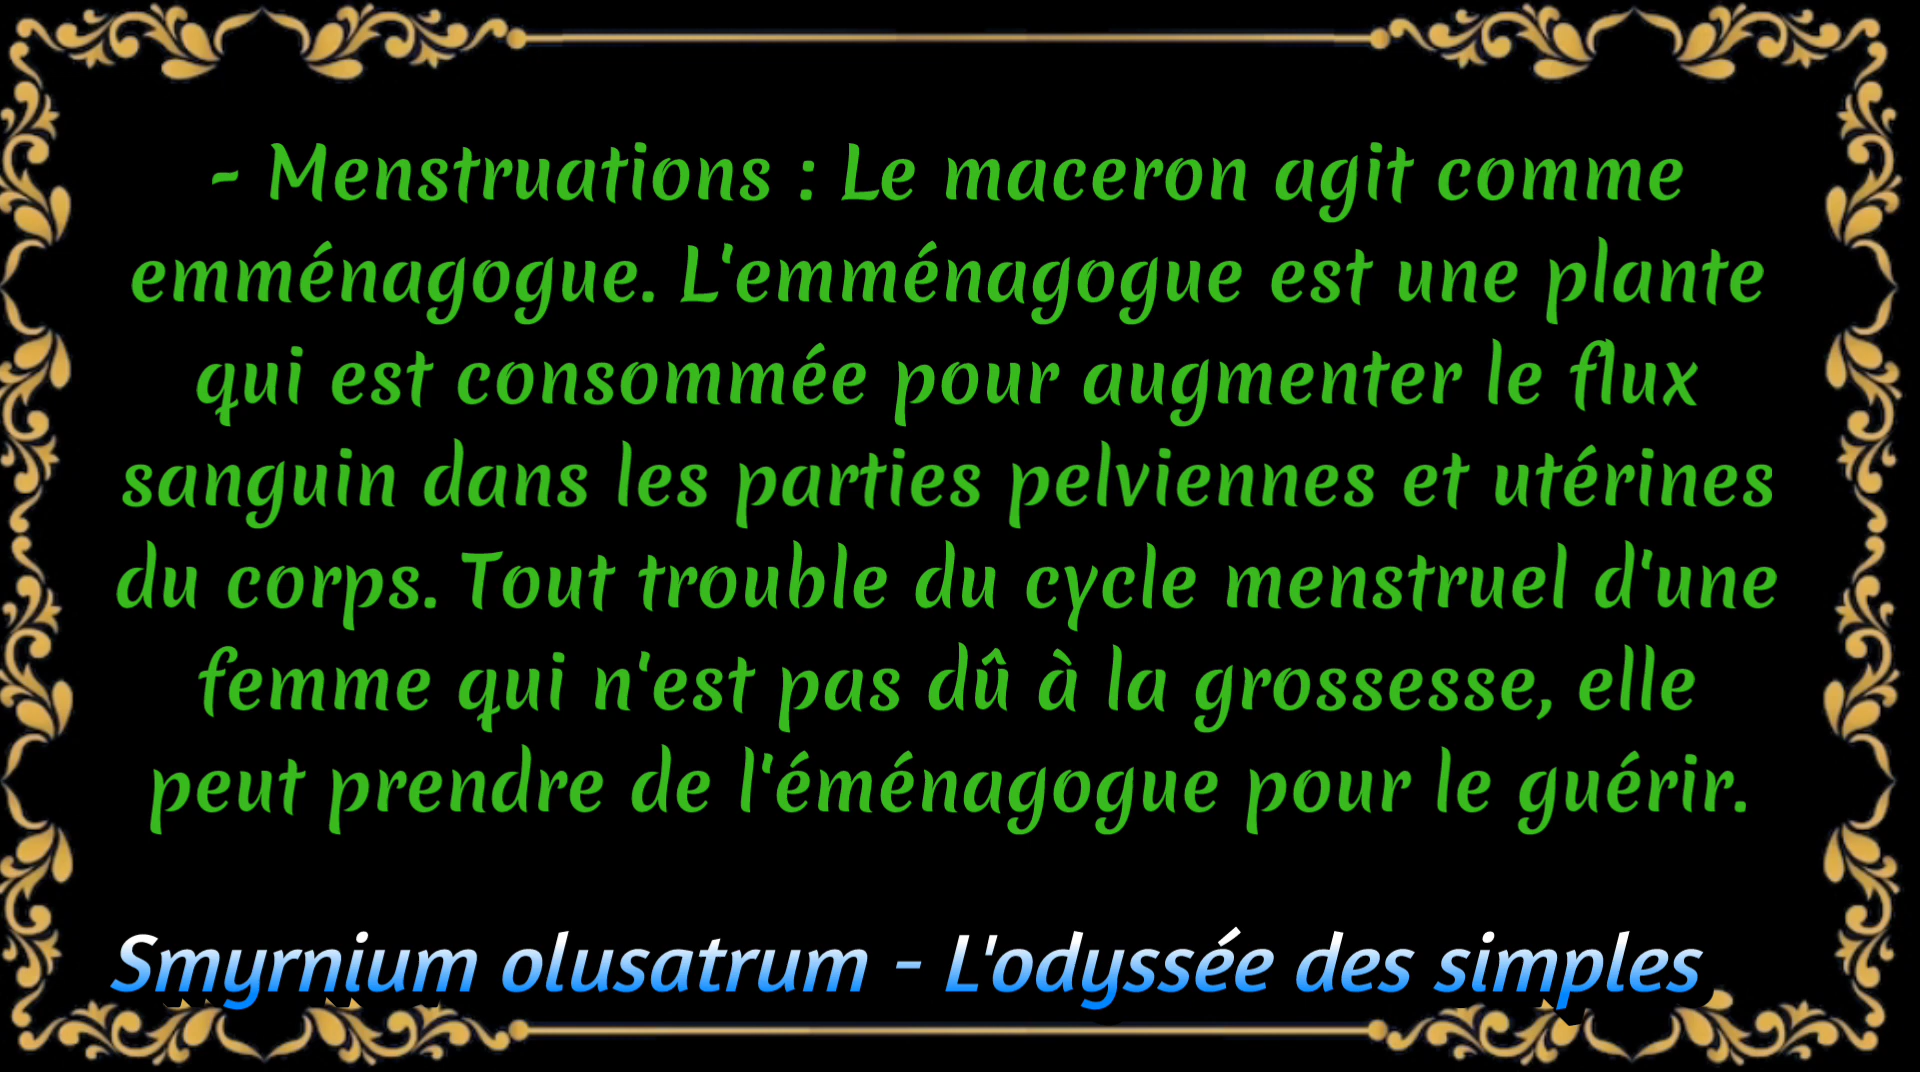 - Menstruations : Le maceron agit comme
emménagogue. L'emménagogue est une plante
qui est consommée pour augmenter le flux
sanguin dans les parties pelviennes et utérines
du corps. Tout trouble du cycle menstruel d'une
femme qui n'est pas dû à la grossesse, elle
peut prendre de l'éménagogue pour le guérir.
Smyrnium olusatrum - L'odyssée des simples